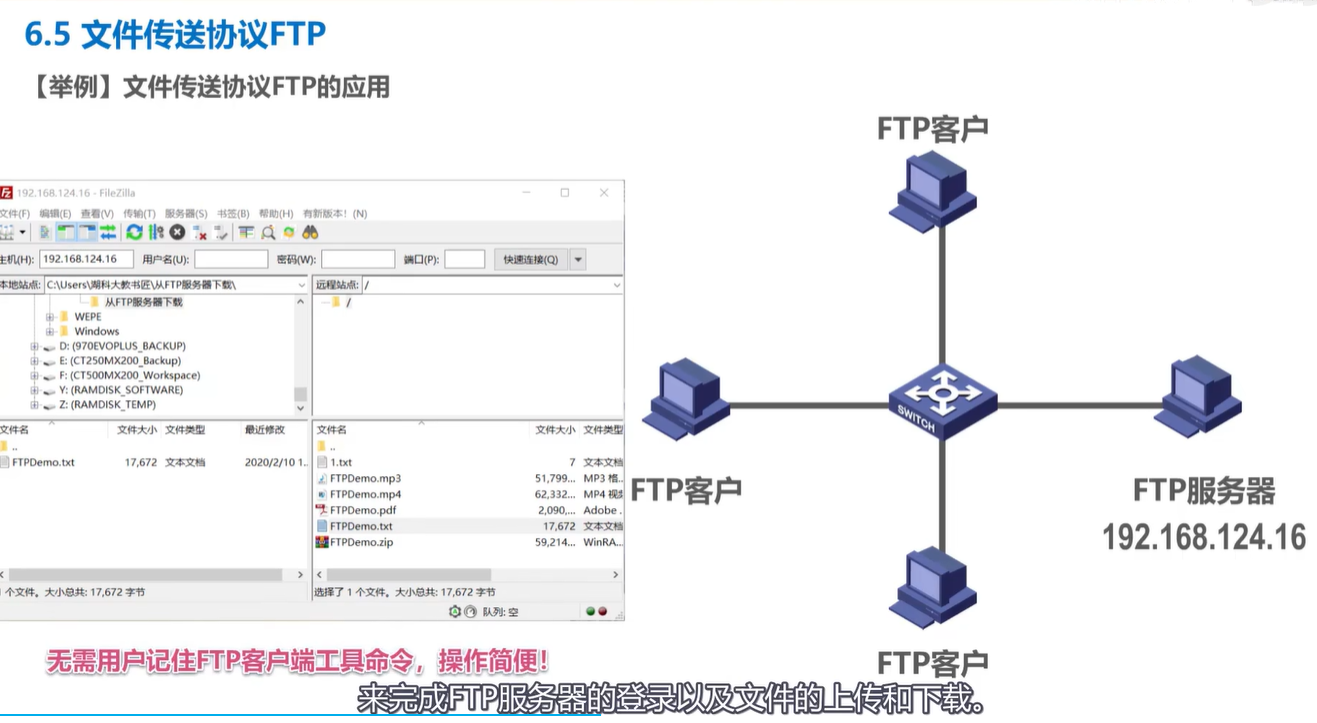 6.5 文件传送协议FTP
【举例】文件传送协议FTP的应用
FTP客户
192.168.124.16 - FileZilla
文件(F) 编辑(E) 查看(V) 传输(T) 服务器(S) 书签(B) 帮助(H) 有新版本! (N)
主机(H): 192.168.124.16 用户名(U): 密码(W): 端口(P): 快速连接(Q)
本地站点: C:\Users\湖科大教书匠\从FTP服务器下载\
从FTP服务器下载
WEPE
Windows
D: (970EVOPLUS_BACKUP)
E: (CT250MX200_Backup)
F: (CT500MX200_Workspace)
Y: (RAMDISK_SOFTWARE)
Z: (RAMDISK_TEMP)
远程站点: /
/
文件名 文件大小 文件类型 最近修改
..
FTPDemo.txt 17,672 文本文档 2020/2/10 1...
1 个文件。大小总共: 17,672 字节
文件名 文件大小 文件类型
..
1.txt 7 文本文档
FTPDemo.mp3 51,799... MP3 格...
FTPDemo.mp4 62,332... MP4 视频
FTPDemo.pdf 2,090,... Adobe .
FTPDemo.txt 17,672 文本文档
FTPDemo.zip 59,214... WinRA...
选择了 1 个文件。大小总共: 17,672 字节
队列: 空
SWITCH
FTP客户
FTP服务器
192.168.124.16
FTP客户
无需用户记住FTP客户端工具命令，操作简便！
来完成FTP服务器的登录以及文件的上传和下载。